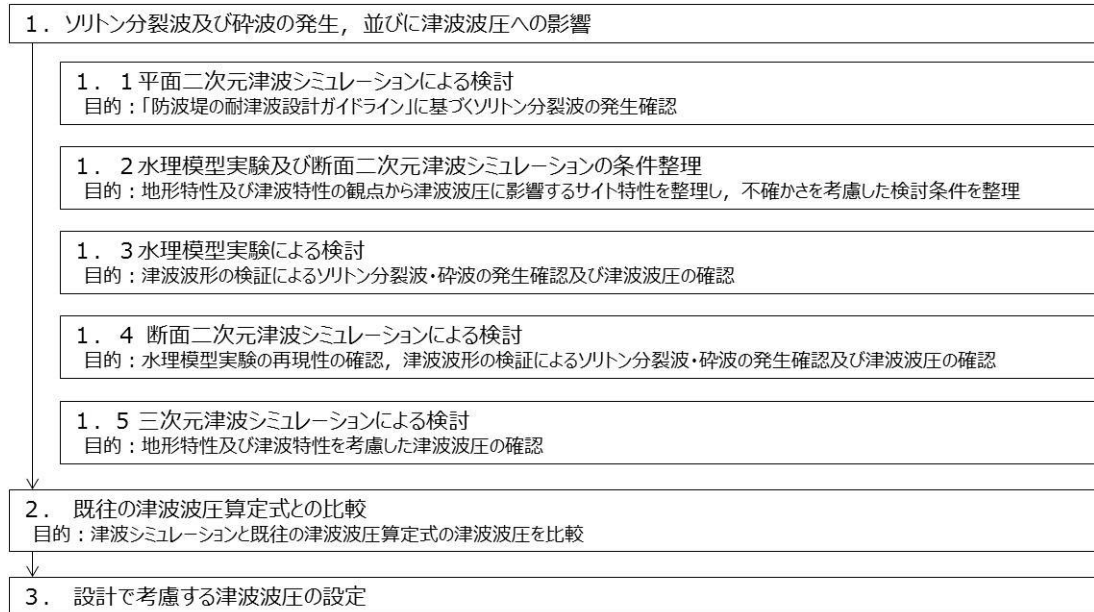 1. ソリトン分裂波及び砕波の発生，並びに津波波圧への影響
1．1平面二次元津波シミュレーションによる検討
目的：「防波堤の耐津波設計ガイドライン」に基づくソリトン分裂波の発生確認
1．2水理模型実験及び断面二次元津波シミュレーションの条件整理
目的：地形特性及び津波特性の観点から津波波圧に影響するサイト特性を整理し，不確かさを考慮した検討条件を整理
1．3水理模型実験による検討
目的：津波波形の検証によるソリトン分裂波・砕波の発生確認及び津波波圧の確認
1．4 断面二次元津波シミュレーションによる検討
目的：水理模型実験の再現性の確認，津波波形の検証によるソリトン分裂波・砕波の発生確認及び津波波圧の確認
1．5 三次元津波シミュレーションによる検討
目的：地形特性及び津波特性を考慮した津波波圧の確認
2． 既往の津波波圧算定式との比較
目的：津波シミュレーションと既往の津波波圧算定式の津波波圧を比較
3． 設計で考慮する津波波圧の設定